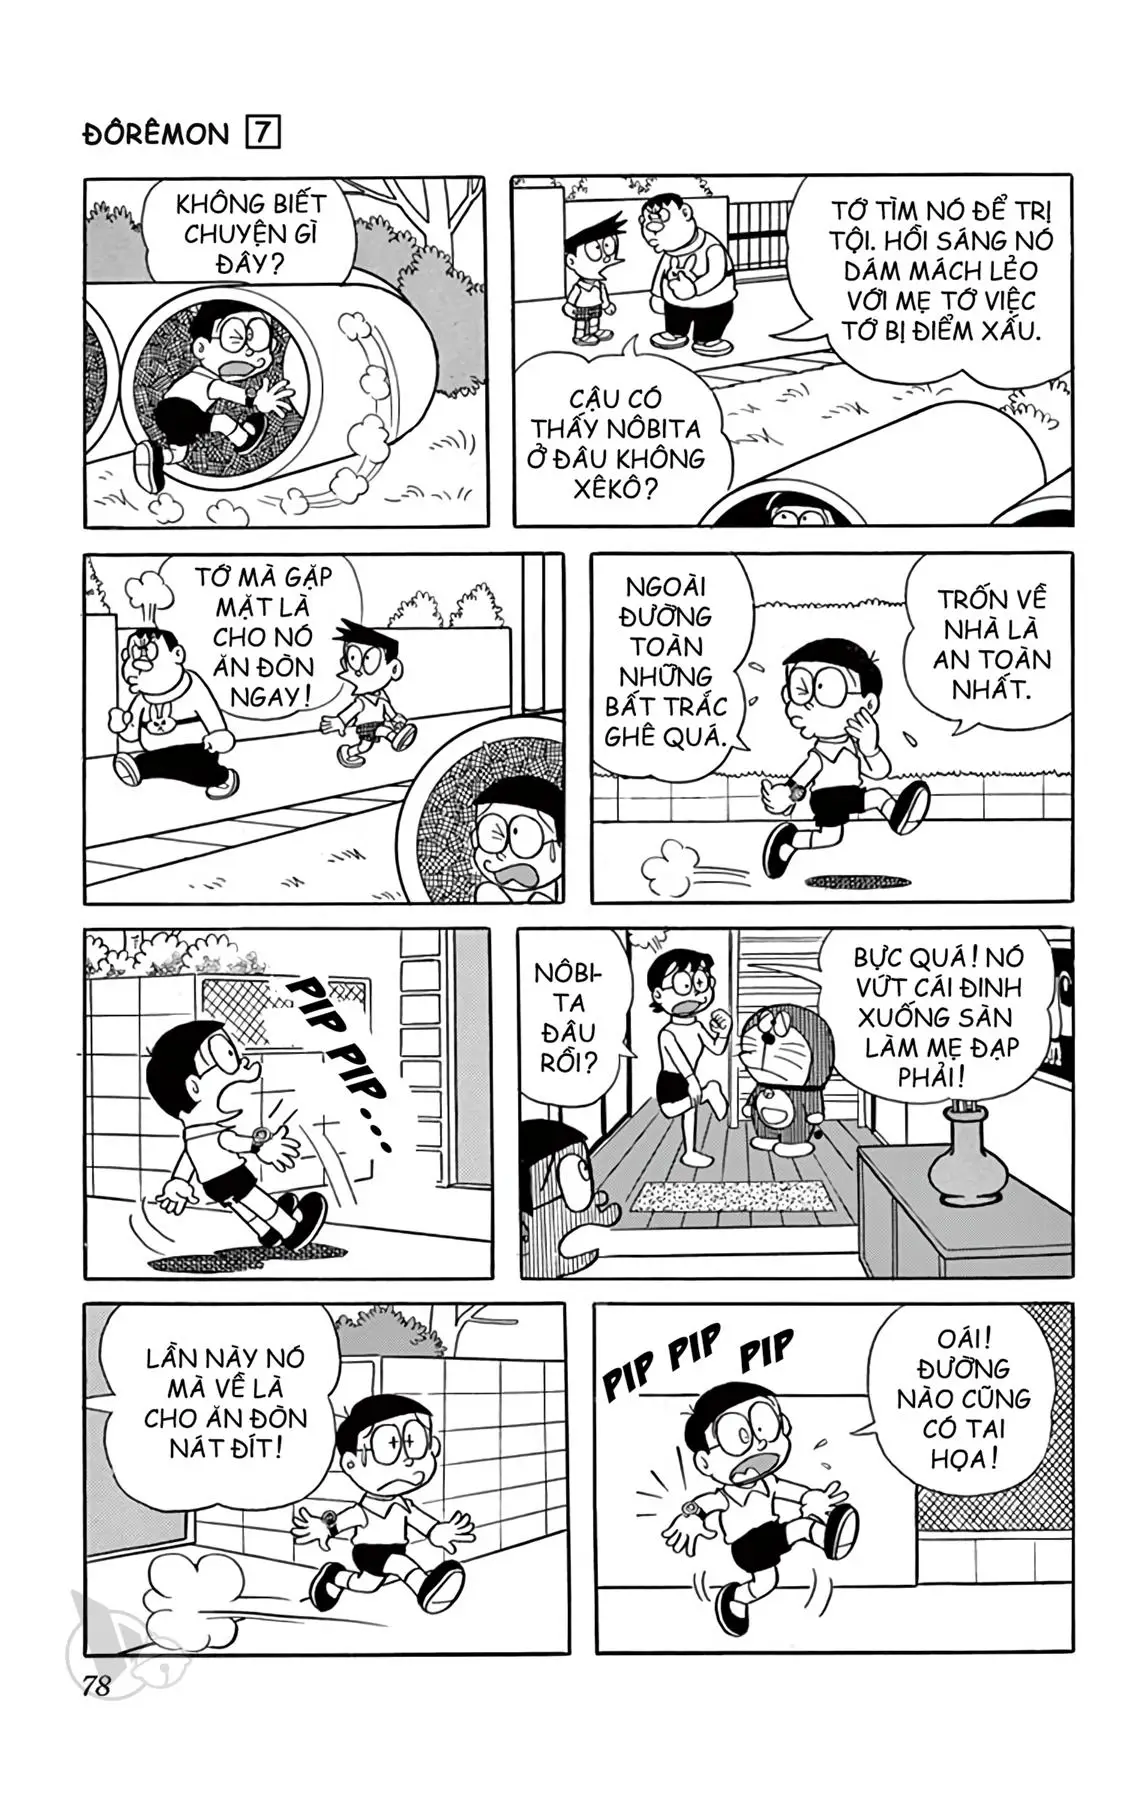 ĐÔRÊMON 7
KHÔNG BIẾT
CHUYỆN GÌ
ĐÂY?
TỚ TÌM NÓ ĐỂ TRỊ
TỘI. HỒI SÁNG NÓ
DÁM MÁCH LẺO
VỚI MẸ TỚ VIỆC
TỚ BỊ ĐIỂM XẤU.
CẬU CÓ
THẤY NÔBITA
Ở ĐÂU KHÔNG
XÊKÔ?
TỚ MÀ GẶP
MẶT LÀ
CHO NÓ
ĂN ĐÒN
NGAY!
NGOÀI
ĐƯỜNG
TOÀN
NHỮNG
BẤT TRẮC
GHÊ QUÁ.
TRỐN VỀ
NHÀ LÀ
AN TOÀN
NHẤT.
PIP PIP
PIP...
NÔBI-
TA
ĐÂU
RỒI?
BỰC QUÁ! NÓ
VỨT CÁI ĐINH
XUỐNG SÀN
LÀM MẸ ĐẠP
PHẢI!
LẦN NÀY NÓ
MÀ VỀ LÀ
CHO ĂN ĐÒN
NÁT ĐÍT!
PIP PIP PIP
OÁI!
ĐƯỜNG
NÀO CŨNG
CÓ TAI
HỌA!
78